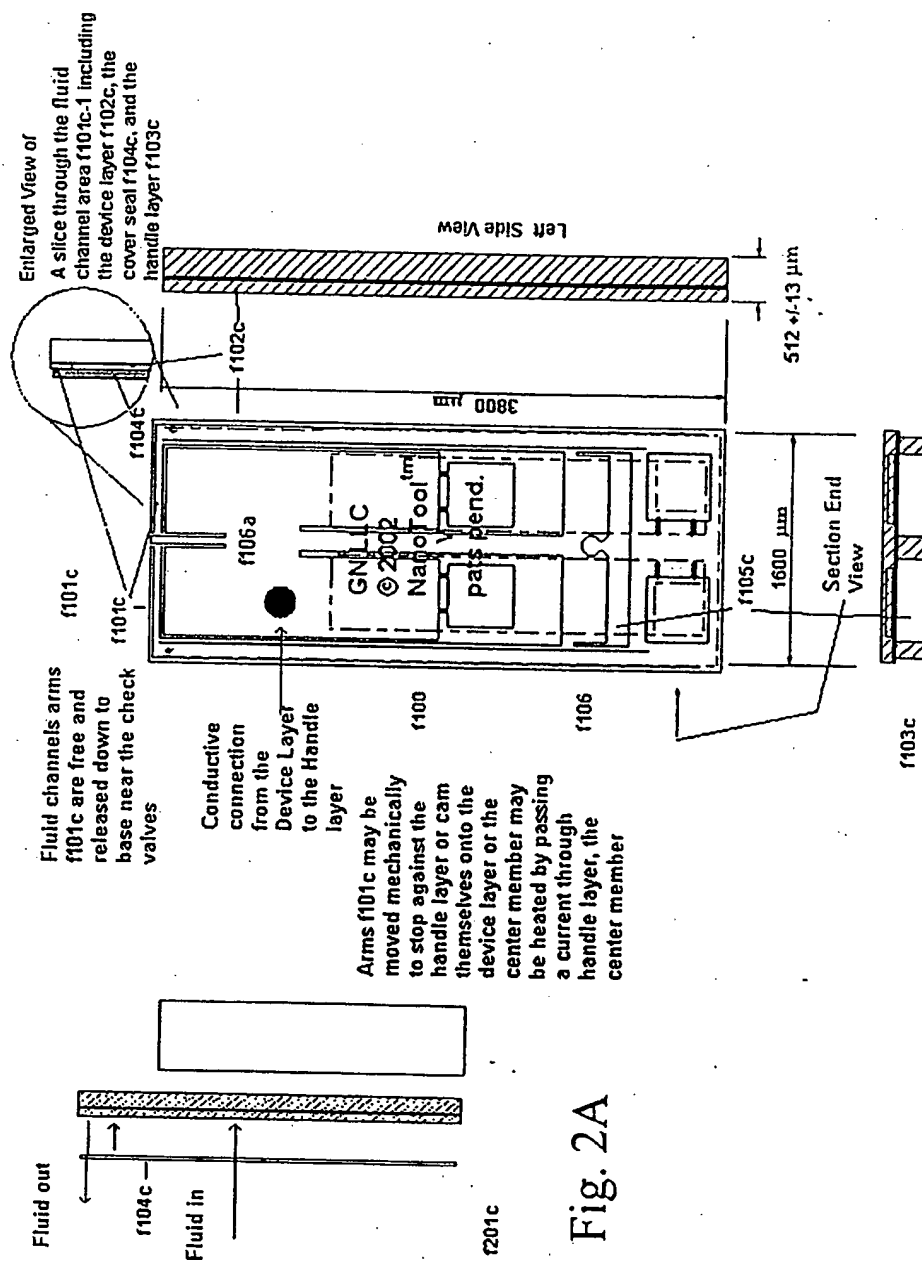 Enlarged View of
A slice through the fluid
channel area f101c-1 including
the device layer f102c, the
cover seal f104c, and the
handle layer f103c
f101c
f101c
Fluid channels arms
f101c are free and
released down to
base near the check
valves
f104c
f102c
Left Side View
3800 µm
512 +/-13 µm
f106a
GN LLC
© 2002
NanoTool tm
pats pend.
Conductive
connection
from the
Device Layer
to the Handle
layer
f100
f106
f105c
1600 µm
Section End
View
f103c
Arms f101c may be
moved mechanically
to stop against the
handle layer or cam
themselves onto the
device layer or the
center member may
be heated by passing
a current through
handle layer, the
center member
Fluid out
f104c
Fluid in
f201c
Fig. 2A